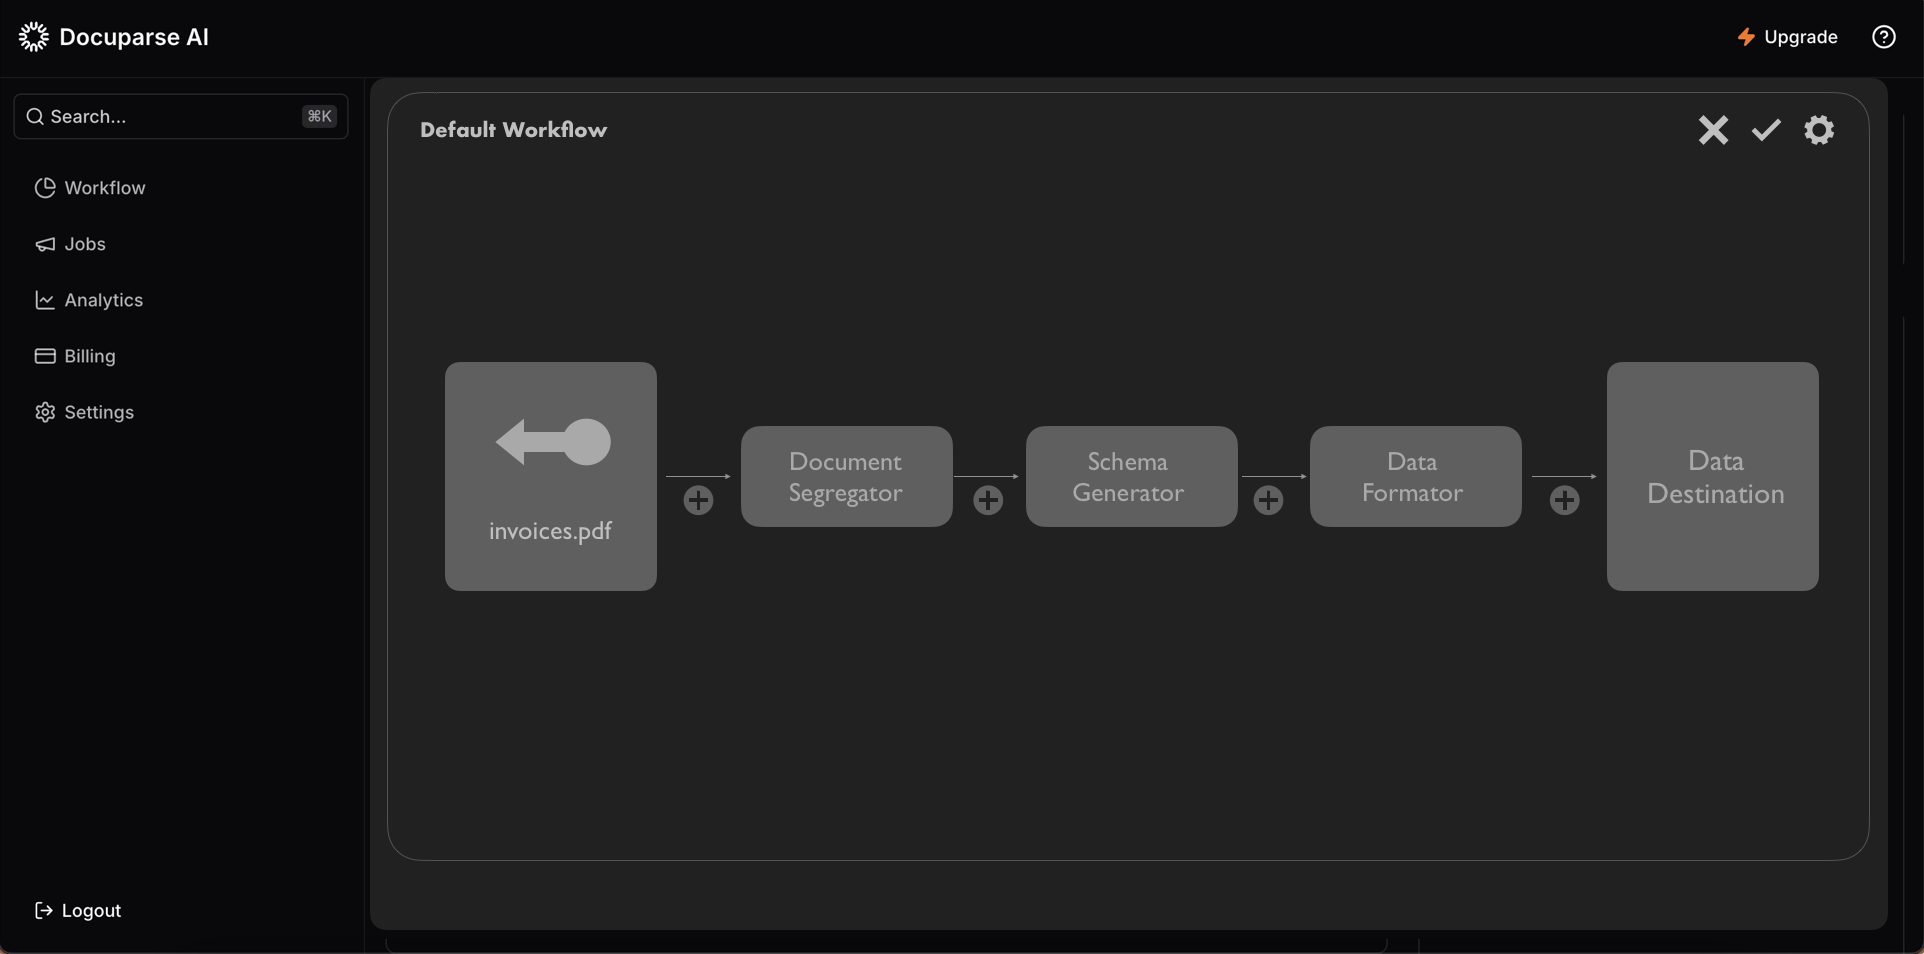 Docuparse AI
Upgrade
Search...
⌘K
Workflow
Jobs
Analytics
Billing
Settings
Logout
Default Workflow
invoices.pdf
Document
Segregator
Schema
Generator
Data
Formator
Data
Destination